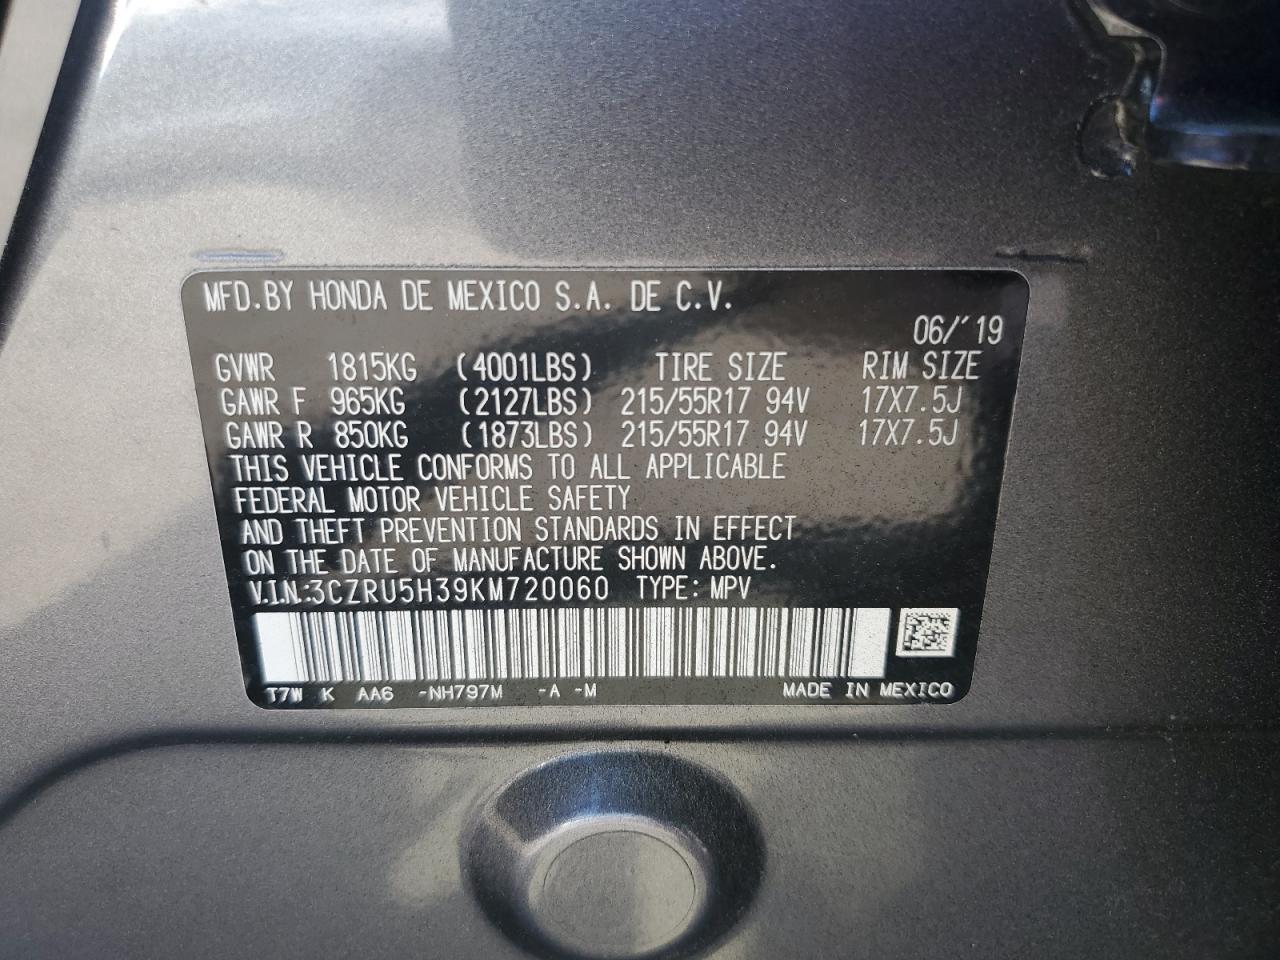 MFD.BY HONDA DE MEXICO S.A. DE C.V.
06/'19
GVWR 1815KG (4001LBS) TIRE SIZE RIM SIZE
GAWR F 965KG (2127LBS) 215/55R17 94V 17X7.5J
GAWR R 850KG (1873LBS) 215/55R17 94V 17X7.5J
THIS VEHICLE CONFORMS TO ALL APPLICABLE
FEDERAL MOTOR VEHICLE SAFETY
AND THEFT PREVENTION STANDARDS IN EFFECT
ON THE DATE OF MANUFACTURE SHOWN ABOVE.
V.I.N.:3CZRU5H39KM720060 TYPE: MPV
T7W K AA6 -NH797M -A -M MADE IN MEXICO